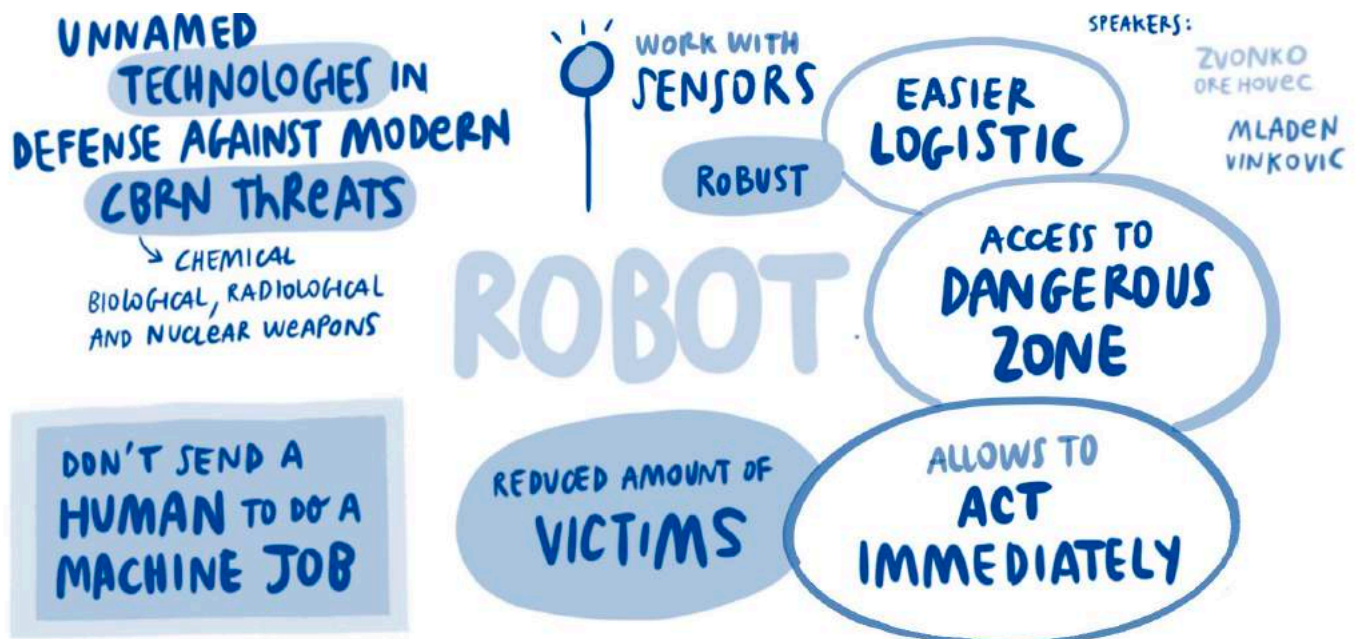 UNNAMED
TECHNOLOGIES IN
DEFENSE AGAINST MODERN
CBRN THREATS
CHEMICAL
BIOLOGICAL, RADIOLOGICAL
AND NUCLEAR WEAPONS
DON'T SEND A
HUMAN TO DO A
MACHINE JOB
WORK WITH
SENSORS
ROBUST
ROBOT
EASIER
LOGISTIC
ACCESS TO
DANGEROUS
ZONE
REDUCED AMOUNT OF
VICTIMS
ALLOWS TO
ACT
IMMEDIATELY
SPEAKERS:
ZVONKO
OREHOVEC
MLADEN
VINKOVIC